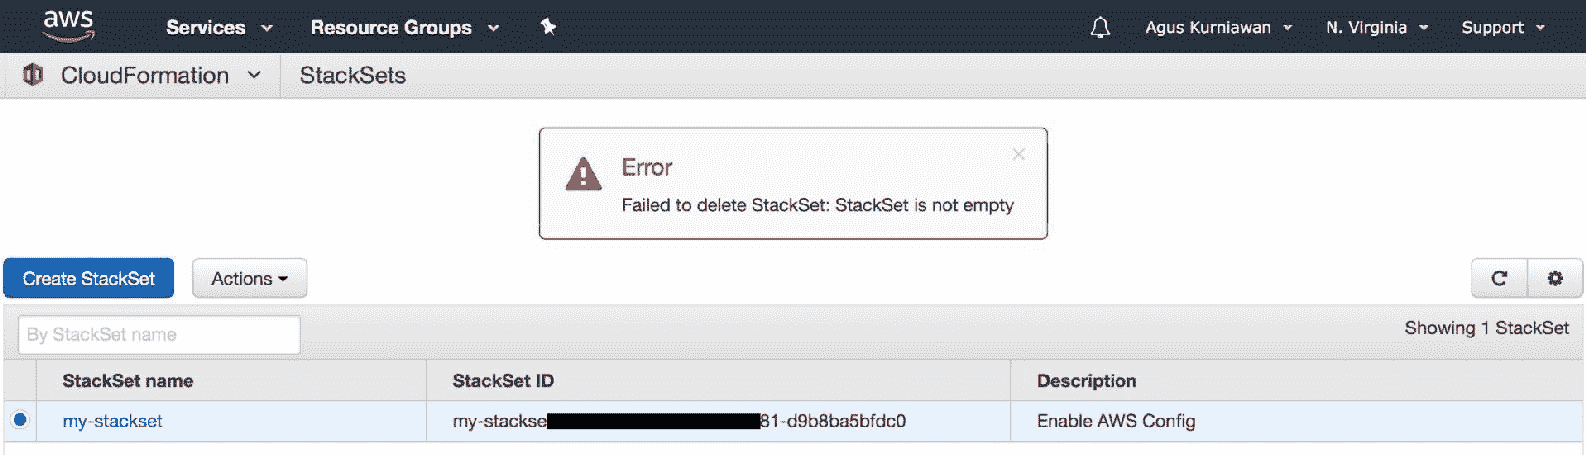 aws Services Resource Groups Agus Kurniawan N. Virginia Support
CloudFormation StackSets
Error
Failed to delete StackSet: StackSet is not empty
Create StackSet Actions
By StackSet name Showing 1 StackSet
StackSet name StackSet ID Description
my-stackset my-stackse 81-d9b8ba5bfdc0 Enable AWS Config